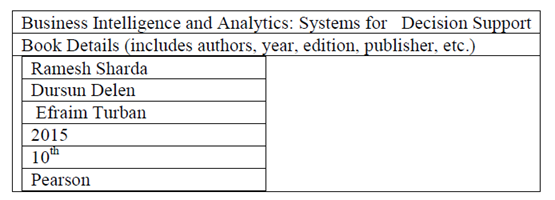 Business Intelligence and Analytics: Systems for Decision Support
Book Details (includes authors, year, edition, publisher, etc.)
Ramesh Sharda
Dursun Delen
Efraim Turban
2015
10th
Pearson